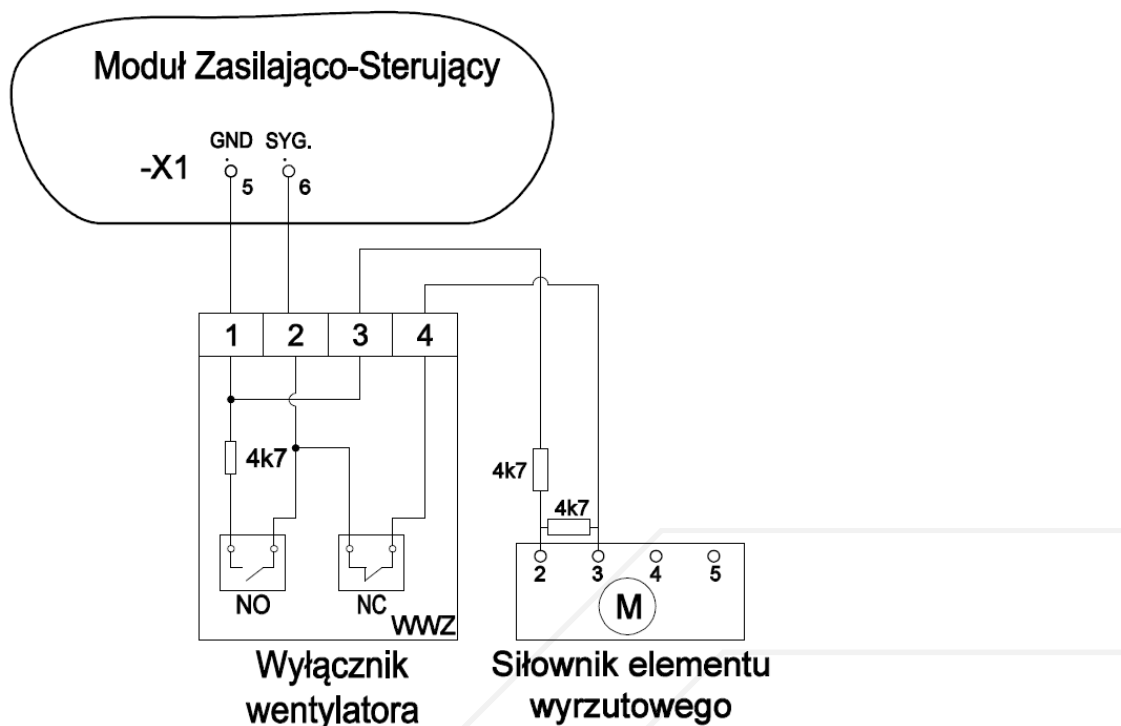 Moduł Zasilająco-Sterujący
GND SYG.
-X1 5 6
1 2 3 4
4k7
4k7
4k7
2 3 4 5
NO NC
M
WWZ
Wyłącznik
wentylatora
Siłownik elementu
wyrzutowego